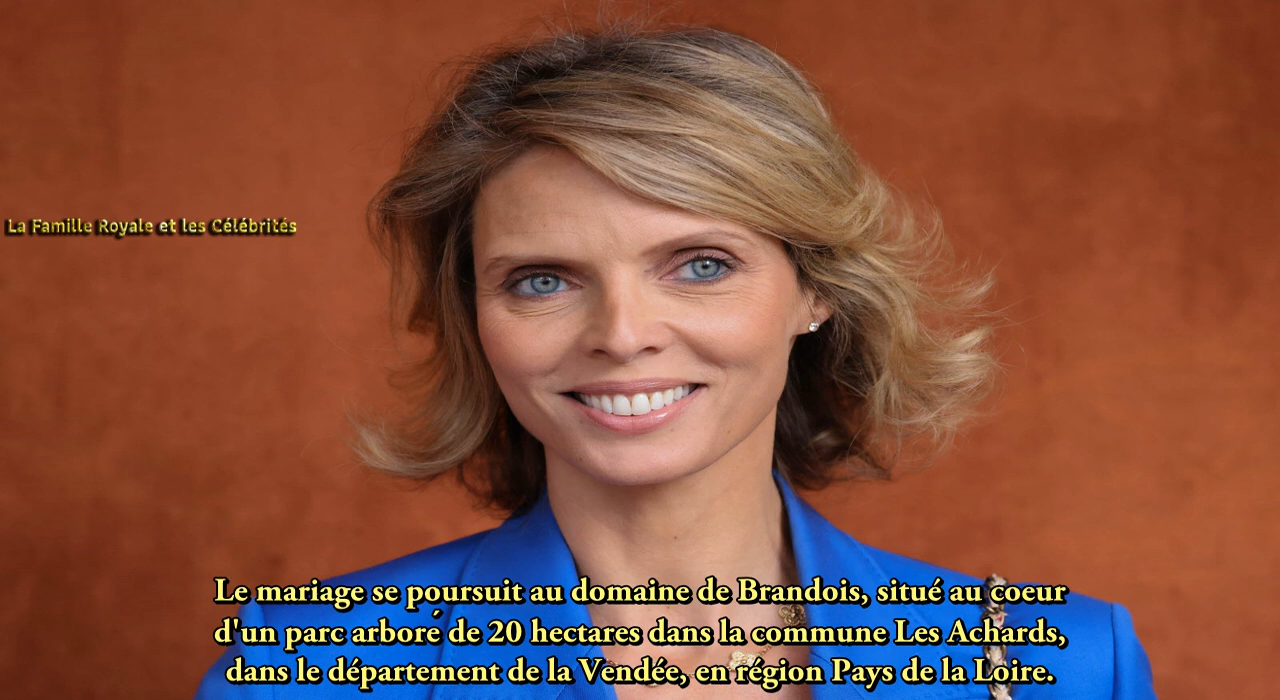 La Famille Royale et les Célébrités
Le mariage se poursuit au domaine de Brandois, situé au coeur
d'un parc arboré de 20 hectares dans la commune Les Achards,
dans le département de la Vendée, en région Pays de la Loire.